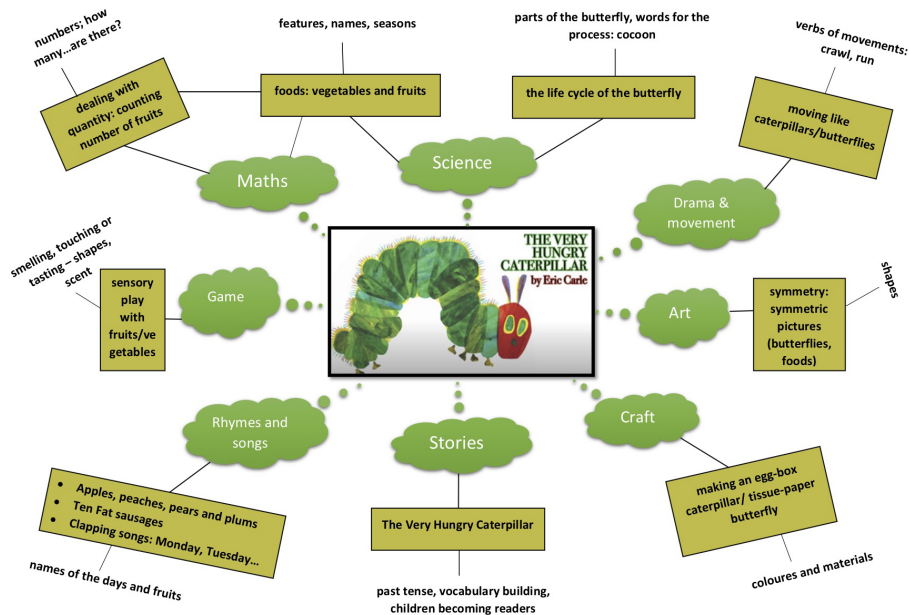 numbers; how
many...are there?
dealing with
quantity: counting
number of fruits
Maths
features, names, seasons
foods: vegetables and fruits
Science
parts of the butterfly, words for the
process: cocoon
the life cycle of the butterfly
verbs of movements:
crawl, run
moving like
caterpillars/butterflies
Drama &
movement
smelling, touching or
tasting – shapes,
scent
sensory
play
with
fruits/ve
getables
Game
THE VERY
HUNGRY
CATERPILLAR
by Eric Carle
Art
symmetry:
symmetric
pictures
(butterflies,
foods)
shapes
Rhymes and
songs
• Apples, peaches, pears and plums
• Ten Fat sausages
• Clapping songs: Monday, Tuesday...
names of the days and fruits
Stories
The Very Hungry Caterpillar
past tense, vocabulary building,
children becoming readers
Craft
making an egg-box
caterpillar/ tissue-paper
butterfly
coloures and materials